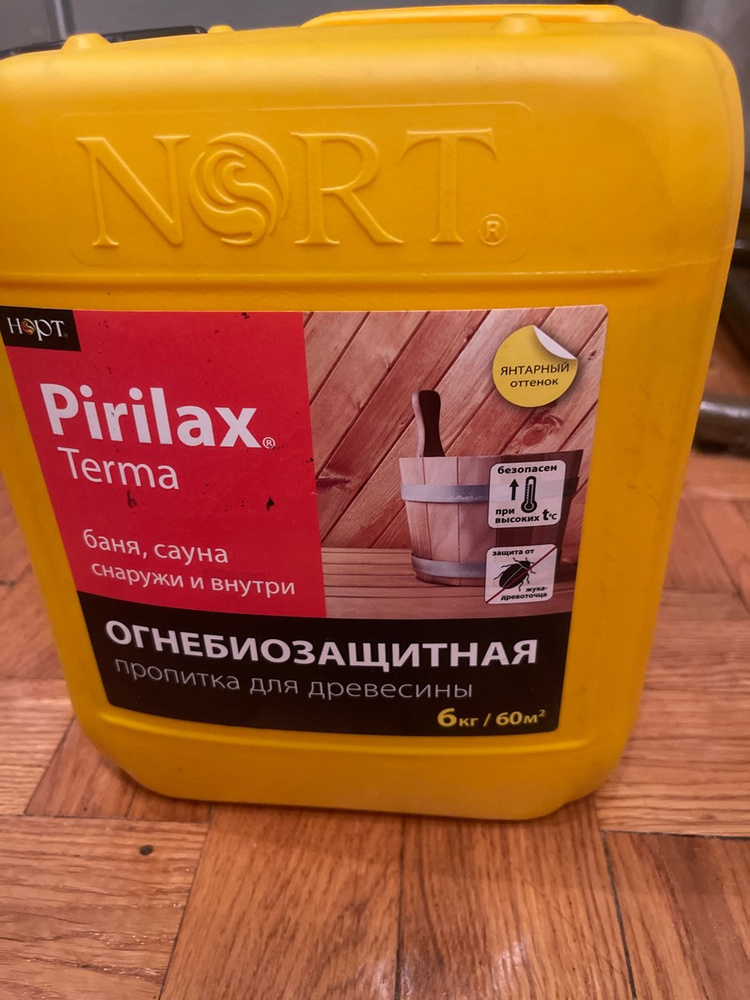 NORT®
НОРТ®
Pirilax®
Terma
баня, сауна
снаружи и внутри
ЯНТАРНЫЙ
оттенок
безопасен
при
высоких t°C
защита от
жука-
древоточца
ОГНЕБИОЗАЩИТНАЯ
пропитка для древесины
6кг / 60м²